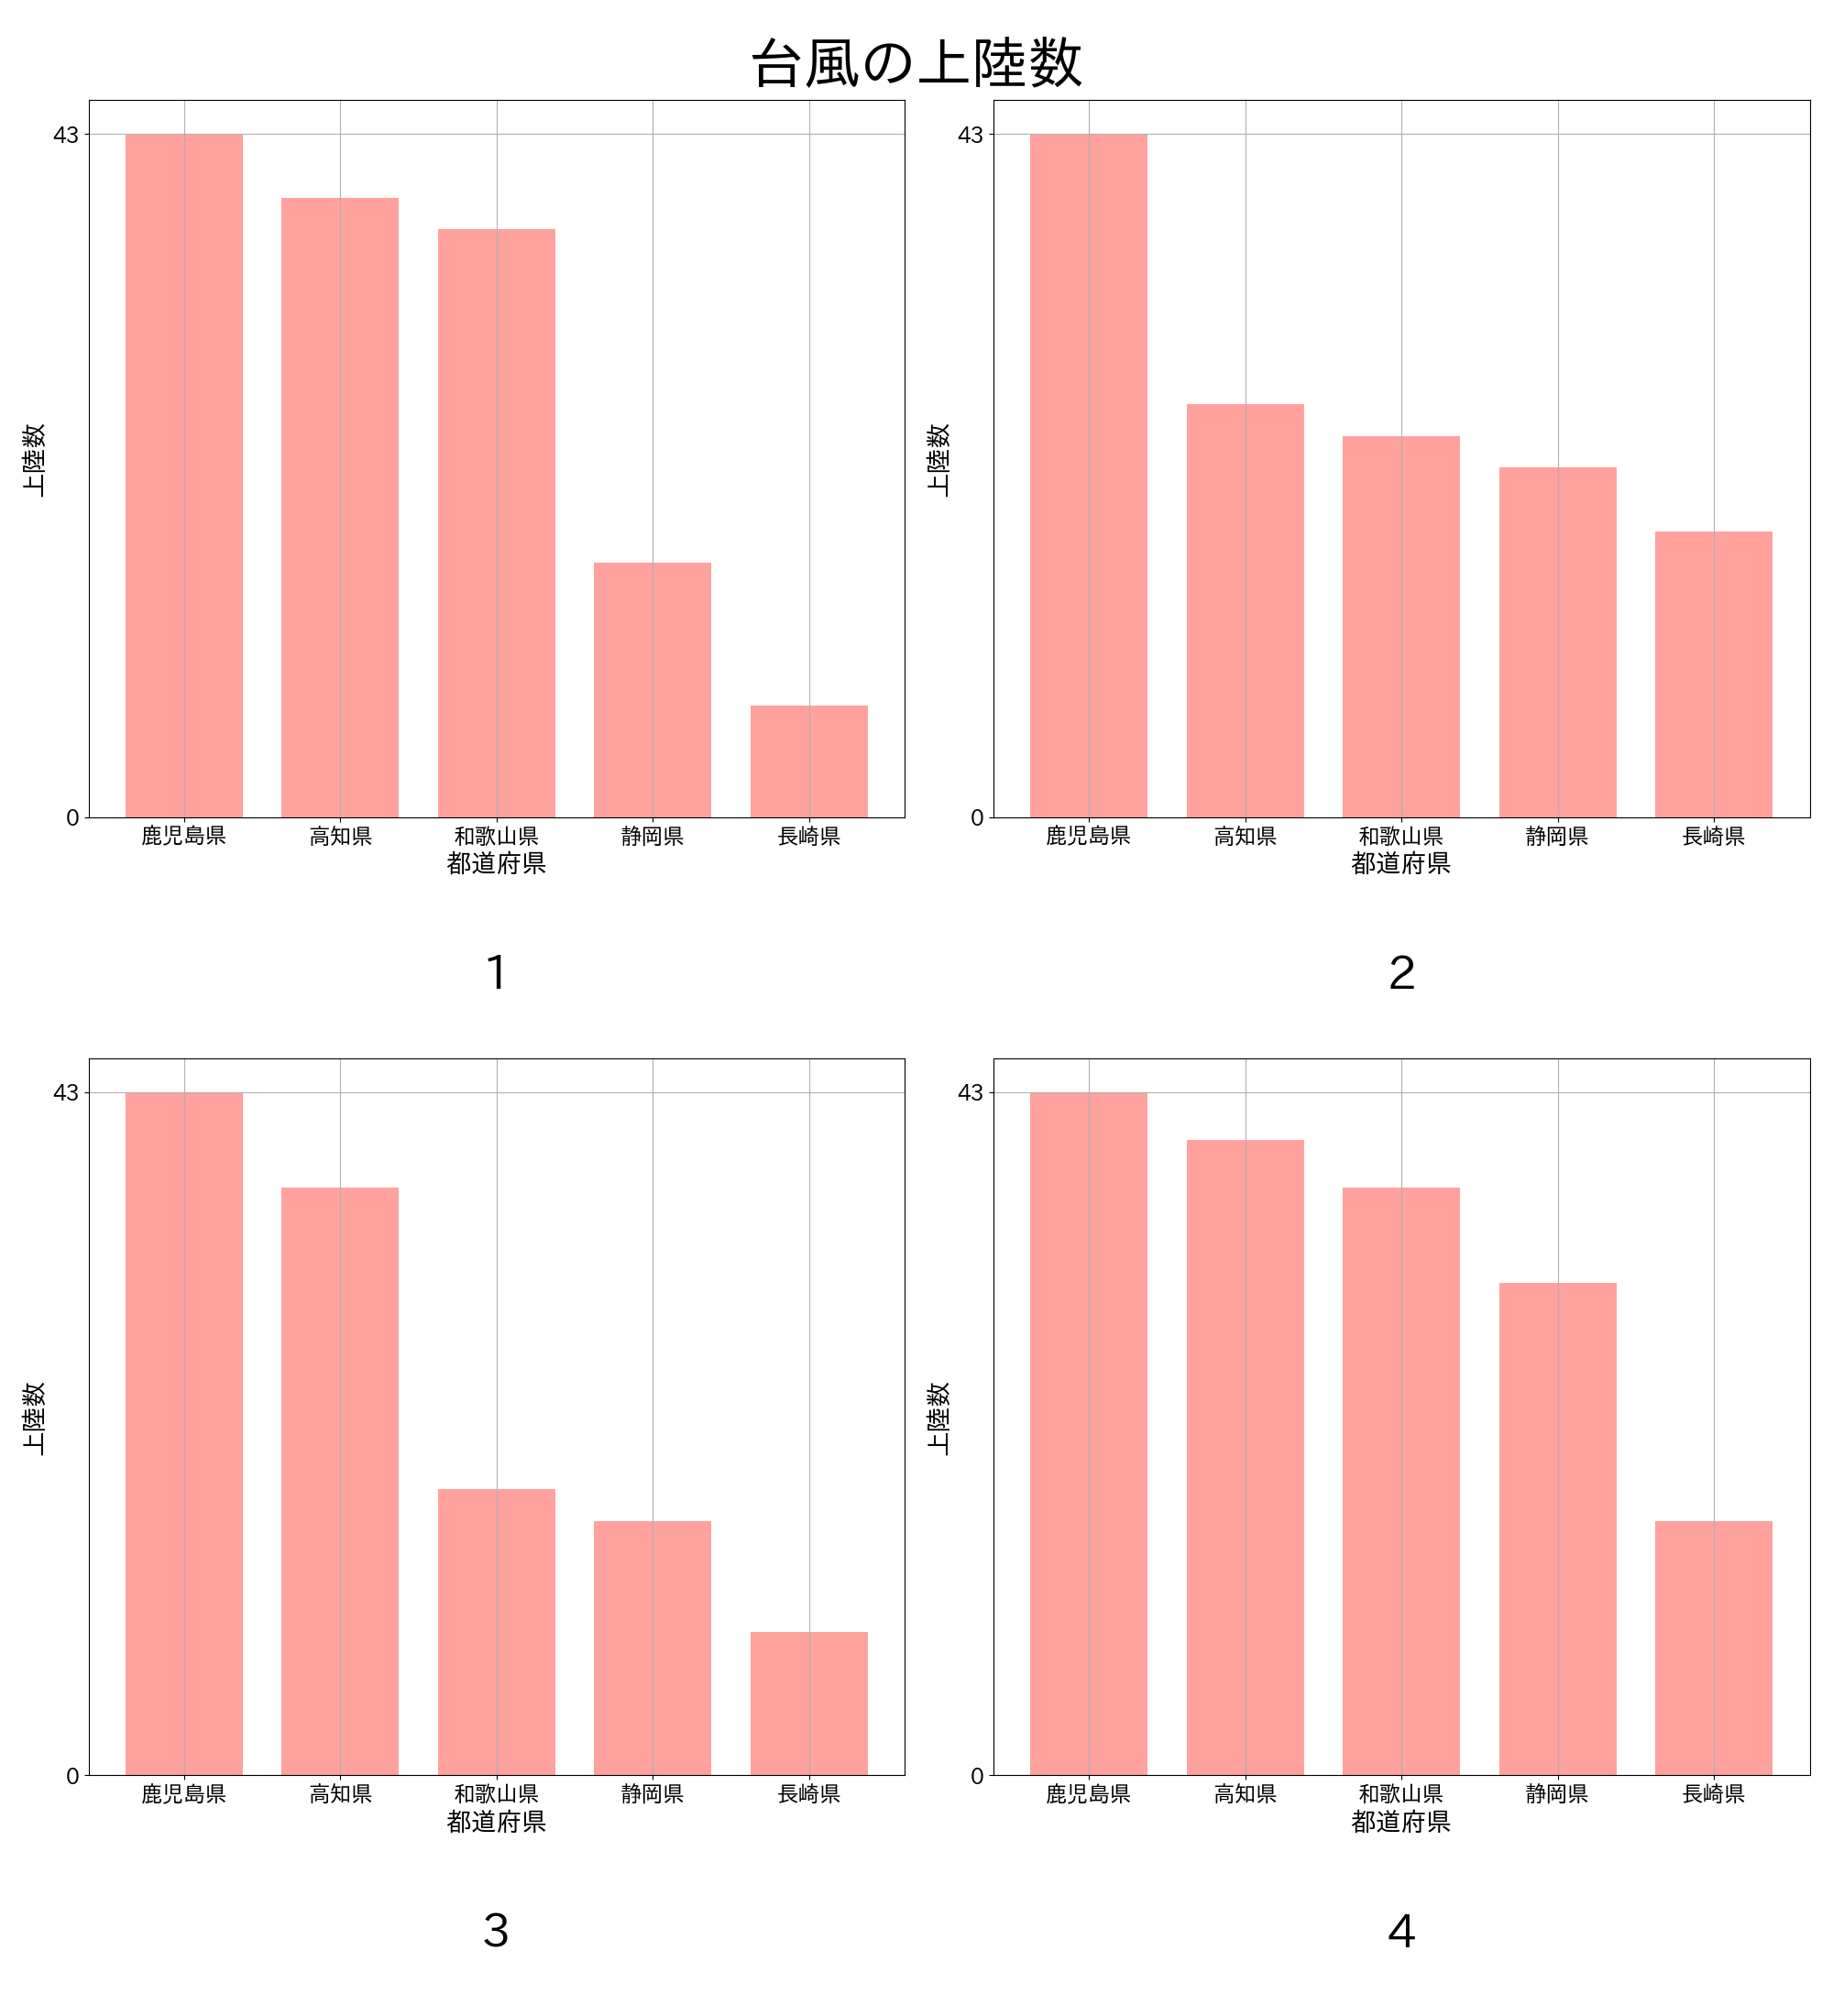 台風の上陸数
43
0
上陸数
鹿児島県 高知県 和歌山県 静岡県 長崎県
都道府県
1
43
0
上陸数
鹿児島県 高知県 和歌山県 静岡県 長崎県
都道府県
2
43
0
上陸数
鹿児島県 高知県 和歌山県 静岡県 長崎県
都道府県
3
43
0
上陸数
鹿児島県 高知県 和歌山県 静岡県 長崎県
都道府県
4